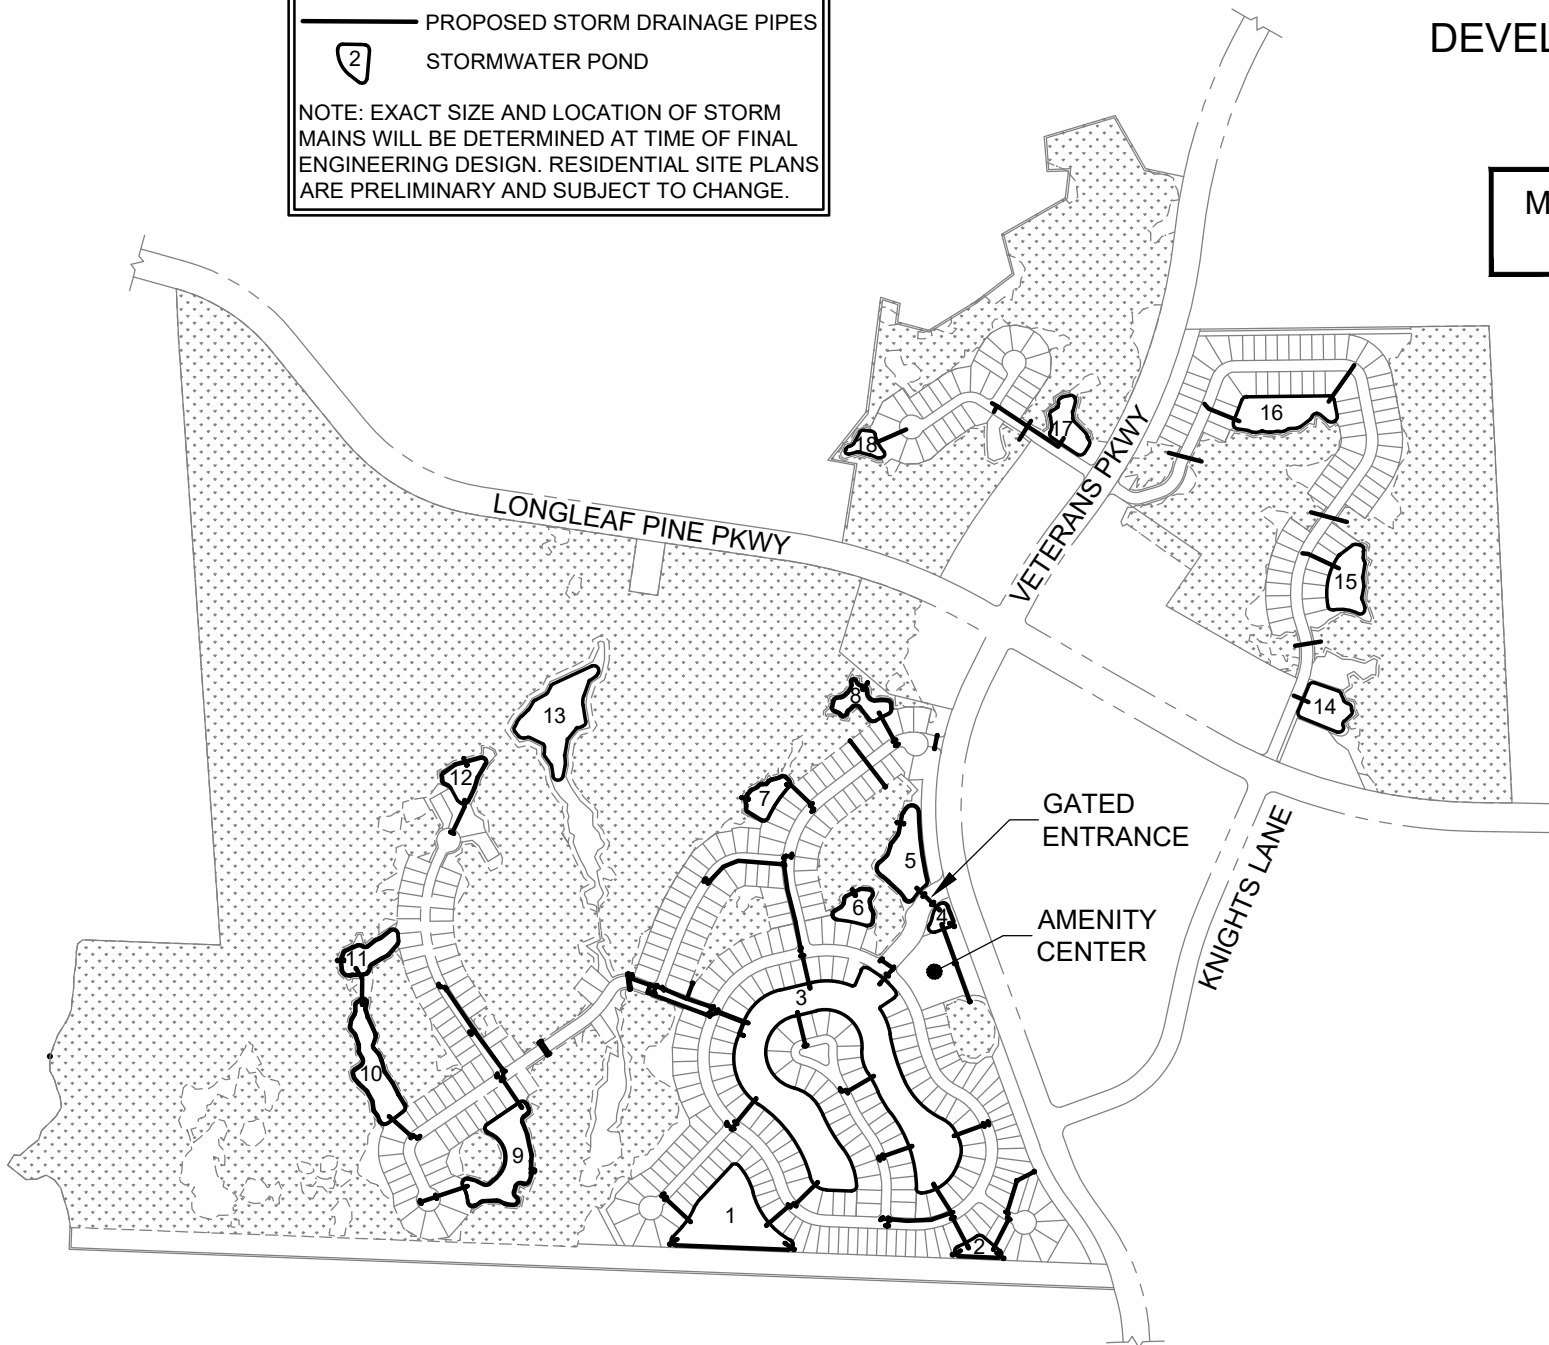 PROPOSED STORM DRAINAGE PIPES
2
STORMWATER POND
NOTE: EXACT SIZE AND LOCATION OF STORM
MAINS WILL BE DETERMINED AT TIME OF FINAL
ENGINEERING DESIGN. RESIDENTIAL SITE PLANS
ARE PRELIMINARY AND SUBJECT TO CHANGE.
DEVEL
M
16
17
18
VETERANS PKWY
LONGLEAF PINE PKWY
15
8
14
13
12
7
GATED
ENTRANCE
5
6
4
AMENITY
CENTER
KNIGHTS LANE
11
3
10
9
1
2